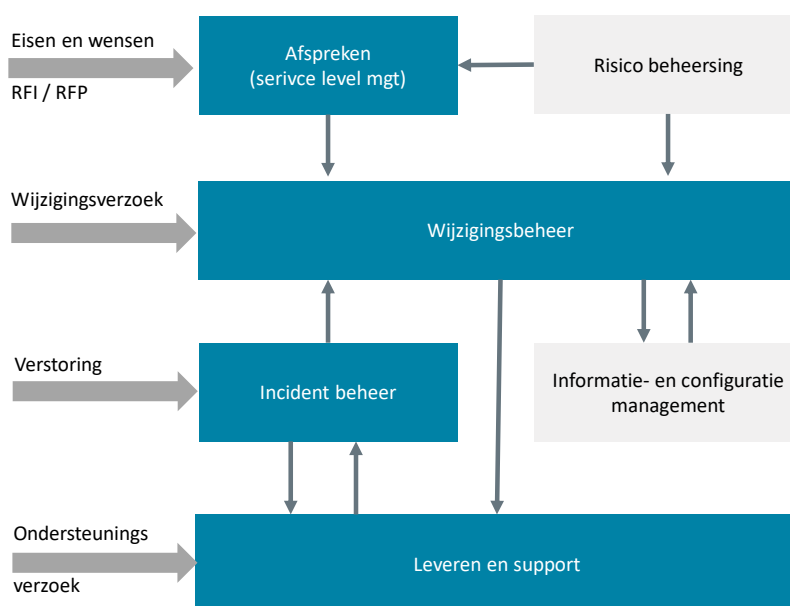 Eisen en wensen
RFI / RFP
Afspreken
(serivce level mgt)
Risico beheersing
Wijzigingsverzoek
Wijzigingsbeheer
Verstoring
Incident beheer
Informatie- en configuratie
management
Ondersteunings
verzoek
Leveren en support